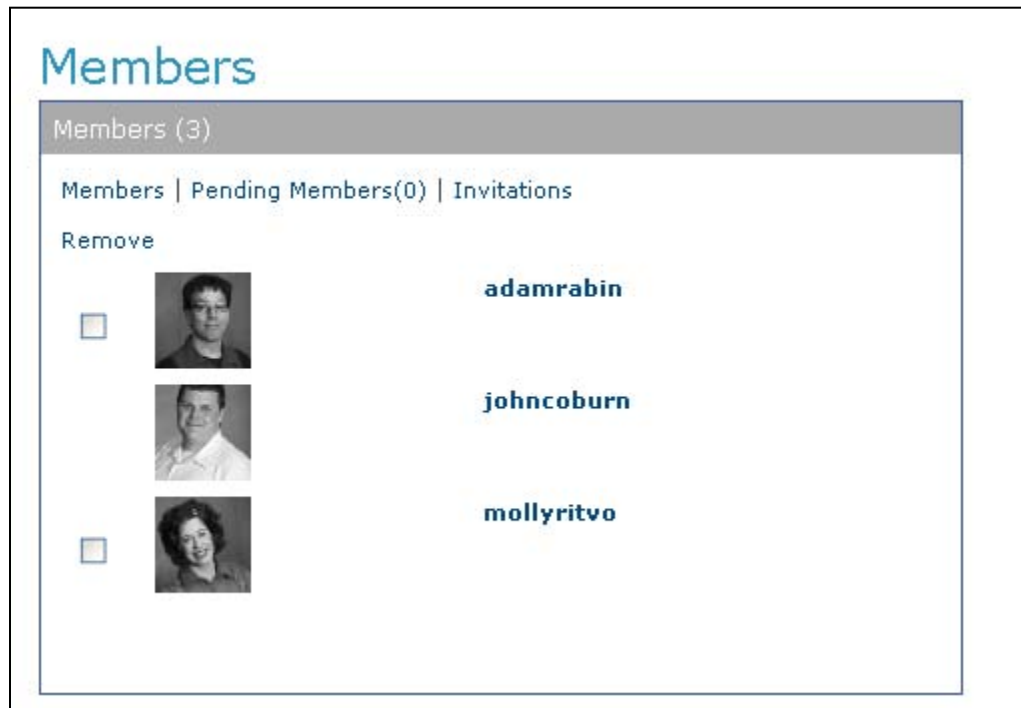 Members
Members (3)
Members | Pending Members(0) | Invitations
Remove
adamrabin
johncoburn
mollyritvo